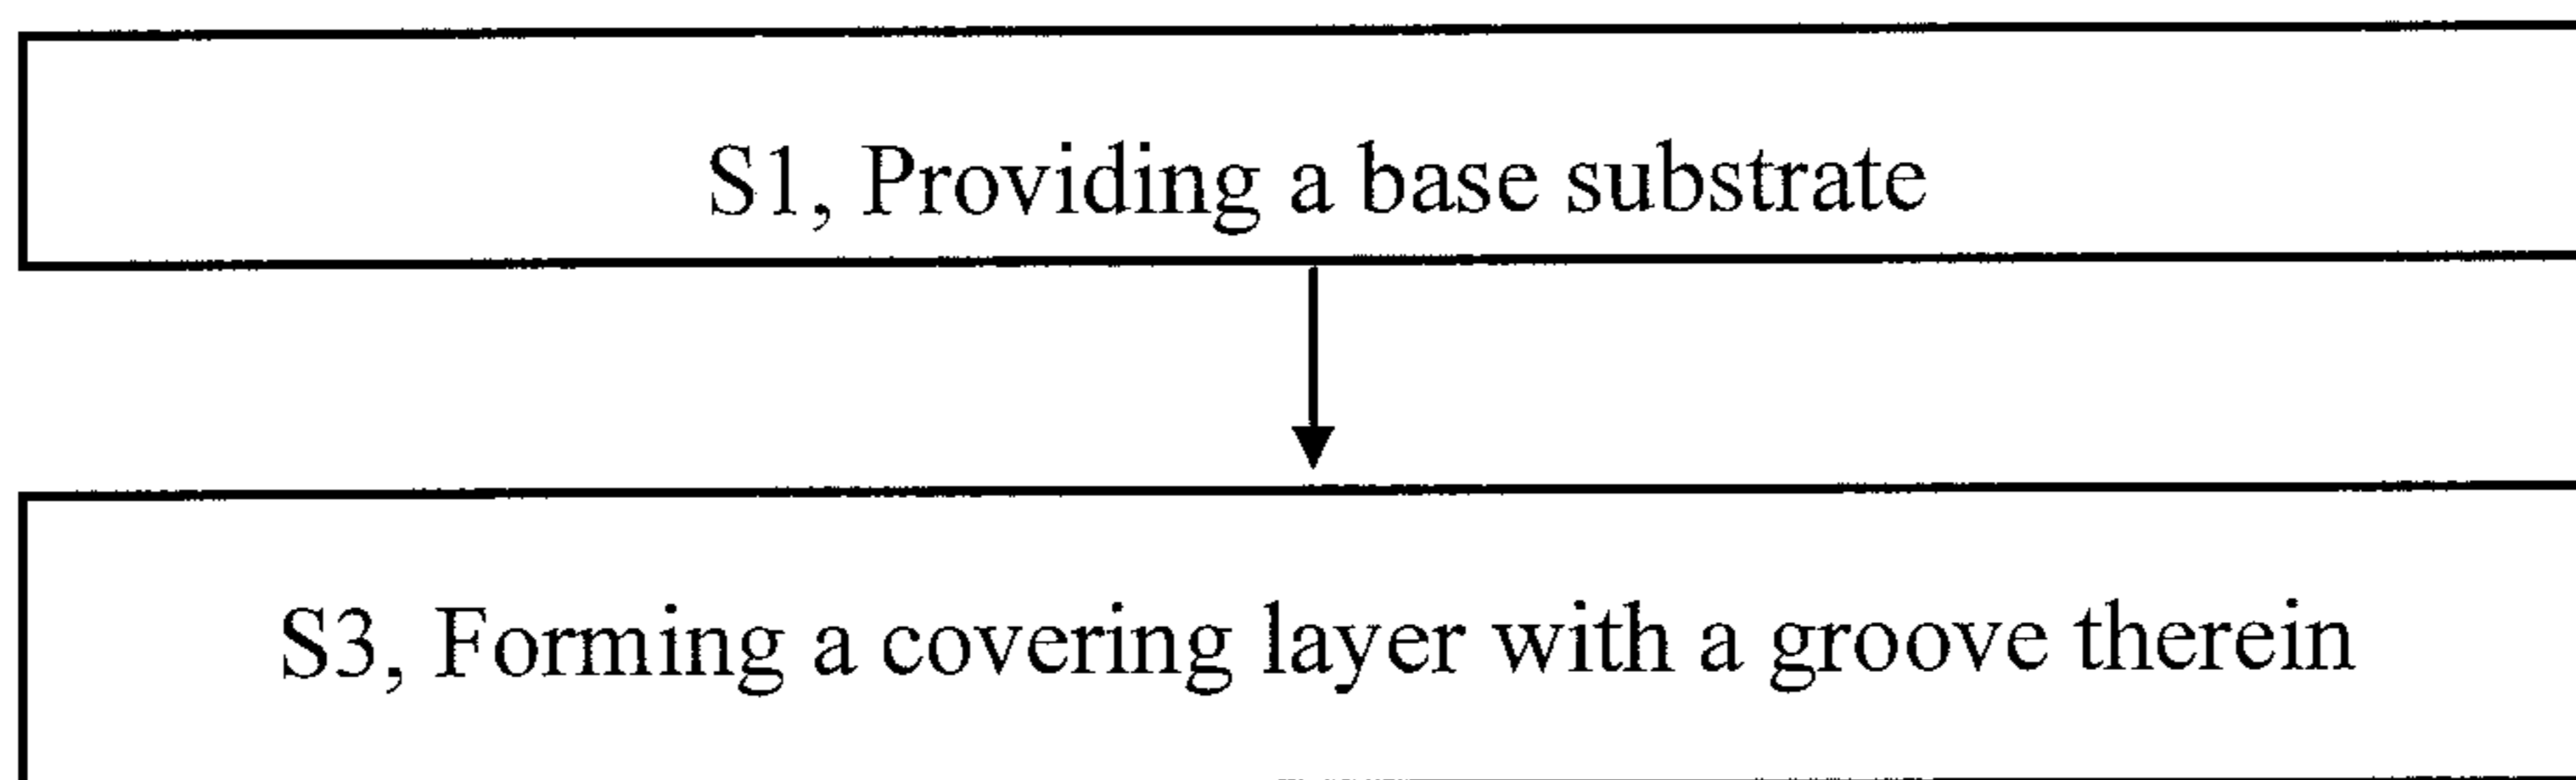 S1, Providing a base substrate
S3, Forming a covering layer with a groove therein